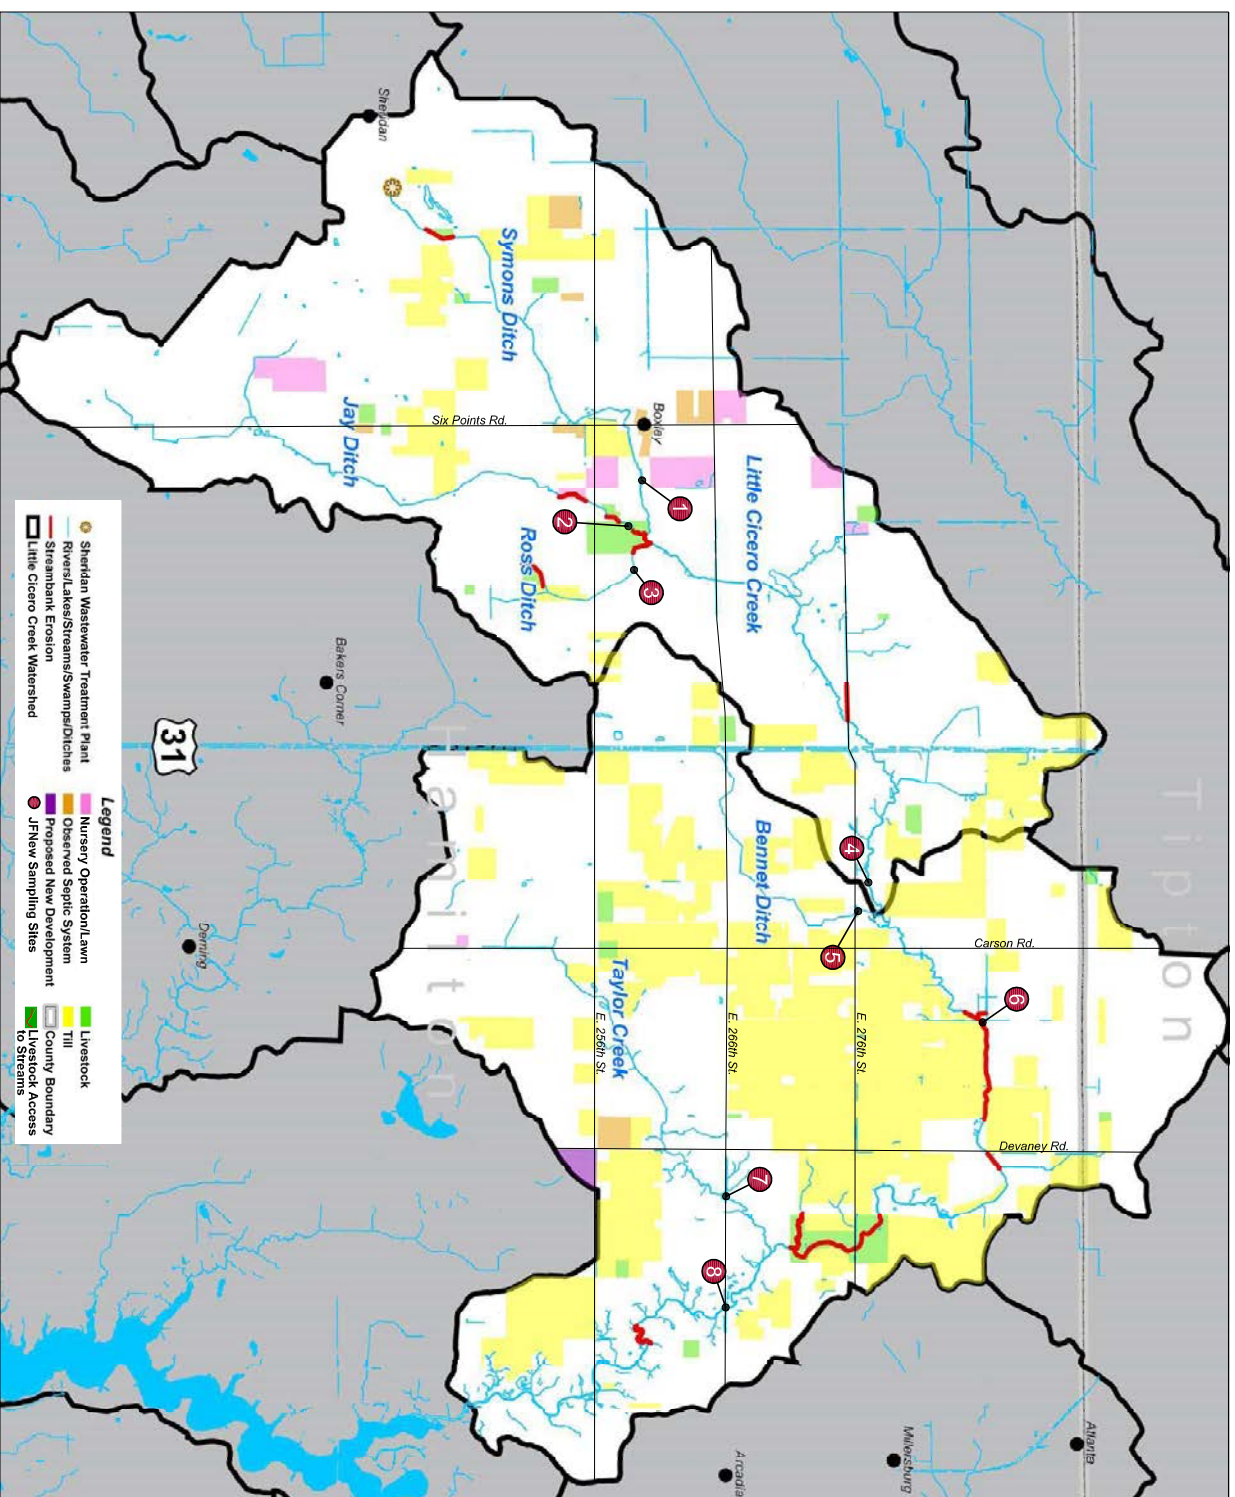 Tipton
Hamilton
Atlanta
Millersburg
Arcadia
Sheridan
Boxley
Bakers Corner
Deming
Little Cicero Creek
Symons Ditch
Jay Ditch
Ross Ditch
Bennet Ditch
Taylor Creek
Six Points Rd.
Carson Rd.
Devaney Rd.
E. 276th St.
E. 266th St.
E. 256th St.
31
1
2
3
4
5
6
7
8
Legend
Sheridan Wastewater Treatment Plant
Rivers/Lakes/Streams/Swamps/Ditches
Streambank Erosion
Little Cicero Creek Watershed
Nursery Operation/Lawn
Observed Septic System
Proposed New Development
JFNew Sampling Sites
Livestock
Till
County Boundary
Livestock Access
to Streams